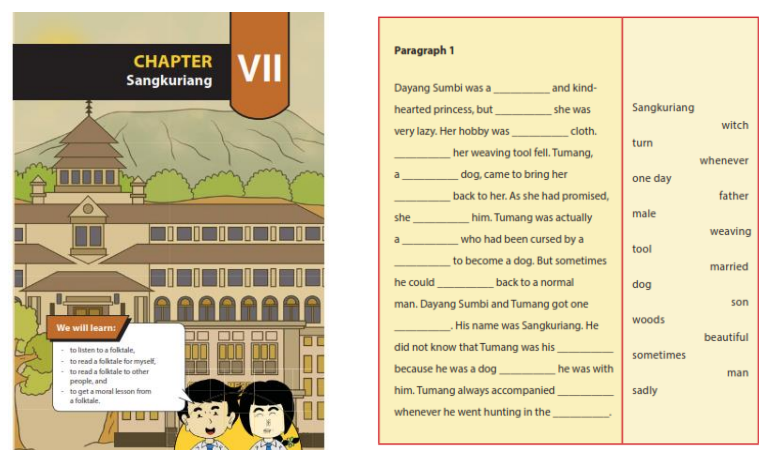 CHAPTER
Sangkuriang
VII
We will learn:
- to listen to a folktale,
- to read a folktale for myself,
- to read a folktale to other
people, and
- to get a moral lesson from
a folktale.
Paragraph 1
Dayang Sumbi was a __________ and kind-
hearted princess, but __________ she was
very lazy. Her hobby was __________ cloth.
__________ her weaving tool fell. Tumang,
a __________ dog, came to bring her
__________ back to her. As she had promised,
she __________ him. Tumang was actually
a __________ who had been cursed by a
__________ to become a dog. But sometimes
he could __________ back to a normal
man. Dayang Sumbi and Tumang got one
__________. His name was Sangkuriang. He
did not know that Tumang was his __________
because he was a dog __________ he was with
him. Tumang always accompanied __________
whenever he went hunting in the __________.
Sangkuriang
witch
turn
whenever
one day
father
male
weaving
tool
married
dog
son
woods
beautiful
sometimes
man
sadly